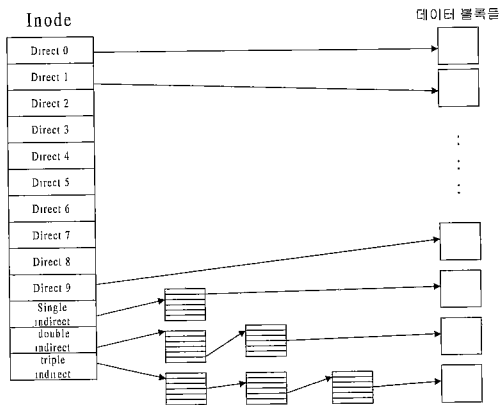 Inode
데이터 블록들
Direct 0
Direct 1
Direct 2
Direct 3
Direct 4
Direct 5
Direct 6
Direct 7
Direct 8
Direct 9
Single
indirect
double
indirect
triple
indirect